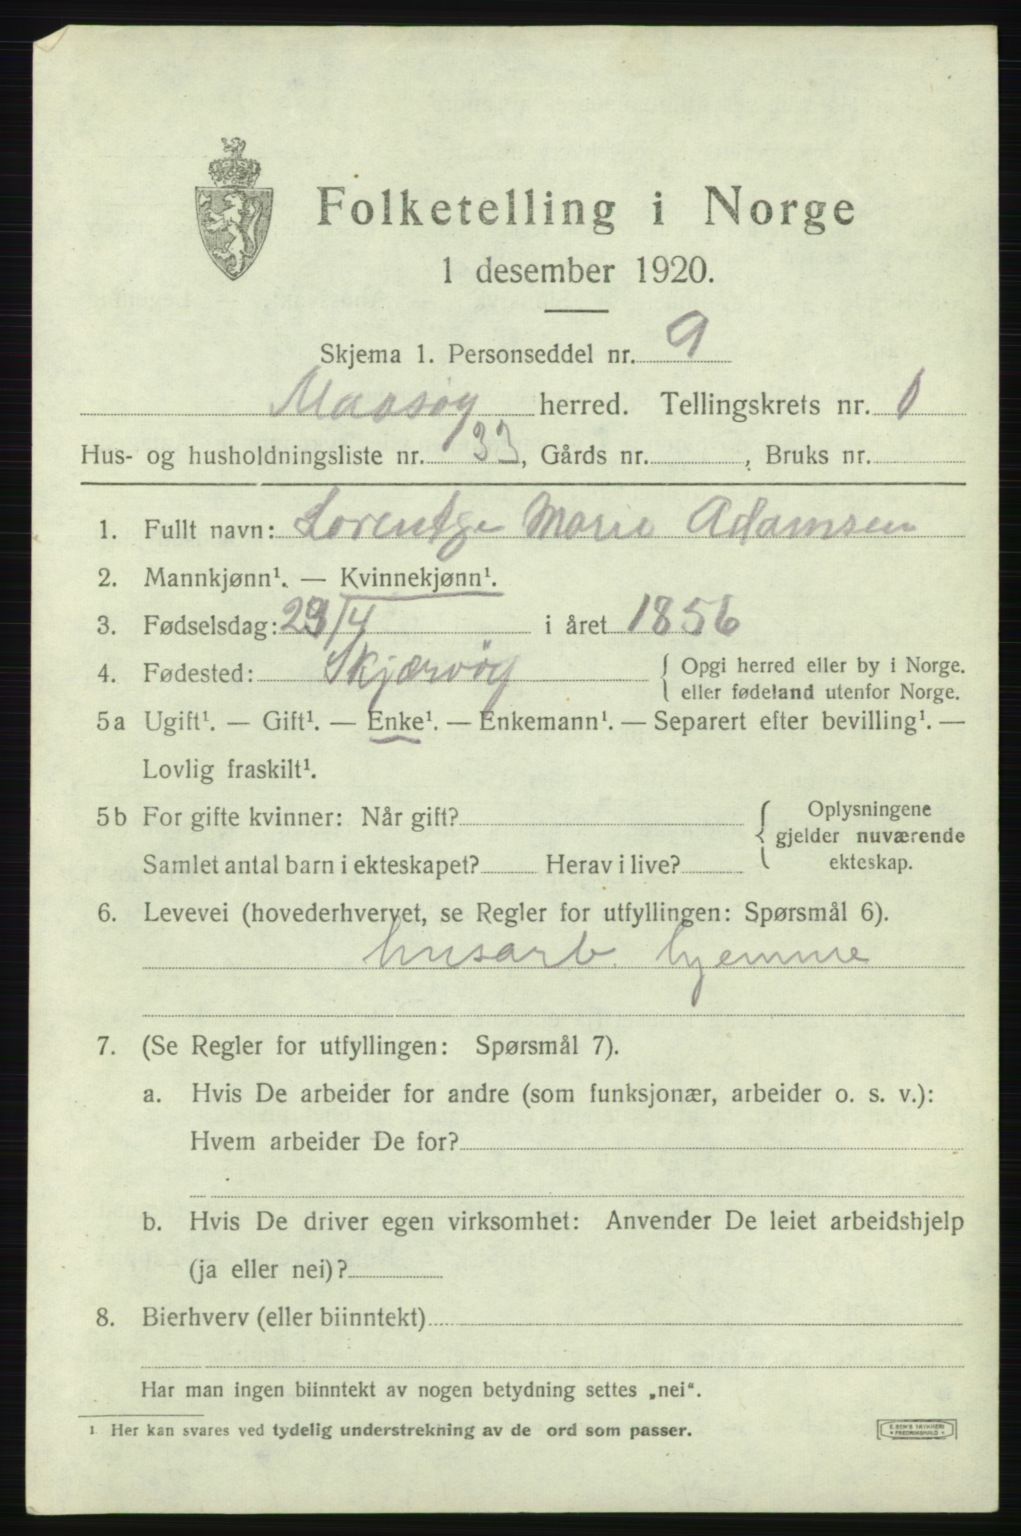 Folketelling i Norge
1 desember 1920.
Skjema 1. Personseddel nr. 9
Maasøy herred. Tellingskrets nr. 1
Hus- og husholdningsliste nr. 33, Gårds nr. , Bruks nr.
1. Fullt navn: Lorentze Marie Adamsen
2. Mannkjønn¹. — Kvinnekjønn¹.
3. Fødselsdag: /4 i året 1856
4. Fødested: Skjærvøy { Opgi herred eller by i Norge.
eller fødeland utenfor Norge.
5a Ugift¹. — Gift¹. — Enke¹. — Enkemann¹. — Separert efter bevilling¹. —
Lovlig fraskilt¹.
5b For gifte kvinner: Når gift? { Oplysningene
gjelder nuværende
Samlet antal barn i ekteskapet? Herav i live? ekteskap.
6. Levevei (hovederhvervet, se Regler for utfyllingen: Spørsmål 6).
husarb. hjemme
7. (Se Regler for utfyllingen: Spørsmål 7).
a. Hvis De arbeider for andre (som funksjonær, arbeider o. s. v.):
Hvem arbeider De for?
b. Hvis De driver egen virksomhet: Anvender De leiet arbeidshjelp
(ja eller nei)?
8. Bierhverv (eller biinntekt)
Har man ingen biinntekt av nogen betydning settes „nei“.
¹ Her kan svares ved tydelig understrekning av de ord som passer.